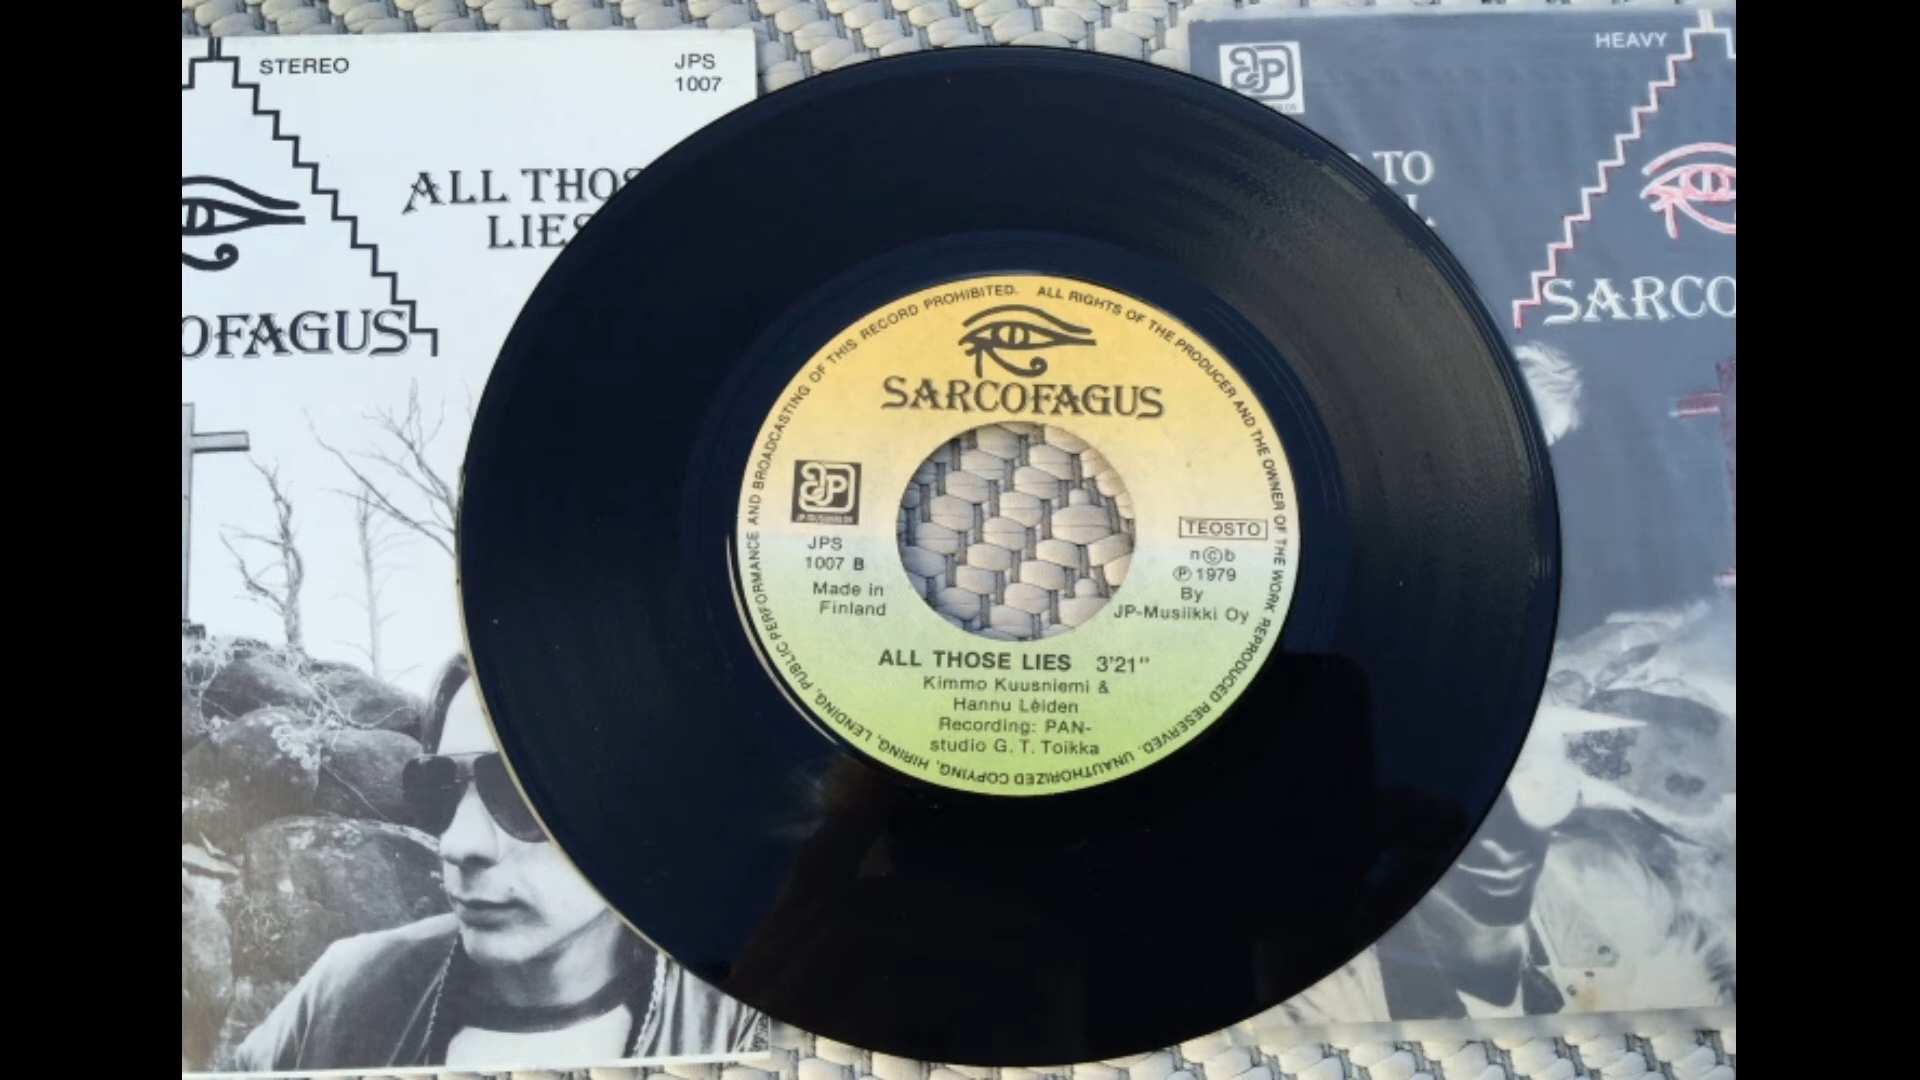 STEREO
JPS
1007
ALL THOS
LIES
OFAGUS
HEAVY
JP
TO
SARCO
UNAUTHORIZED COPYING, HIRING, LENDING, PUBLIC PERFORMANCE AND BROADCASTING OF THIS RECORD PROHIBITED. ALL RIGHTS OF THE PRODUCER AND THE OWNER OF THE WORK REPRODUCED RESERVED.
SARCOFAGUS
JP
JPS
1007 B
Made in
Finland
TEOSTO
n©b
℗ 1979
By
JP-Musiikki Oy
ALL THOSE LIES 3'21"
Kimmo Kuusniemi &
Hannu Léiden
Recording: PAN-
studio G. T. Toikka